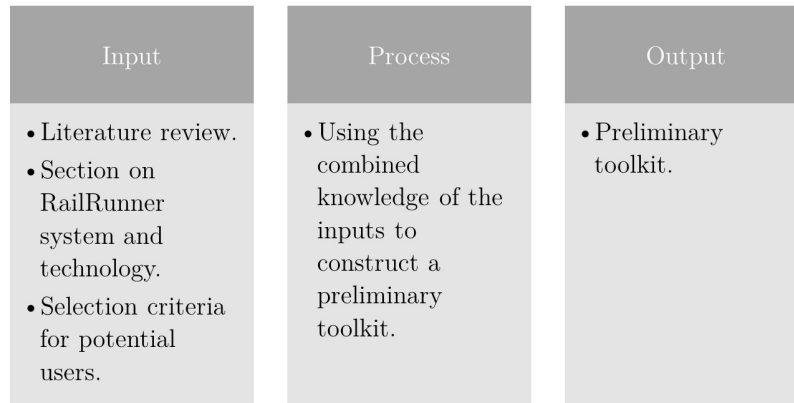 Input
• Literature review.
• Section on
RailRunner
system and
technology.
• Selection criteria
for potential
users.
Process
• Using the
combined
knowledge of the
inputs to
construct a
preliminary
toolkit.
Output
• Preliminary
toolkit.